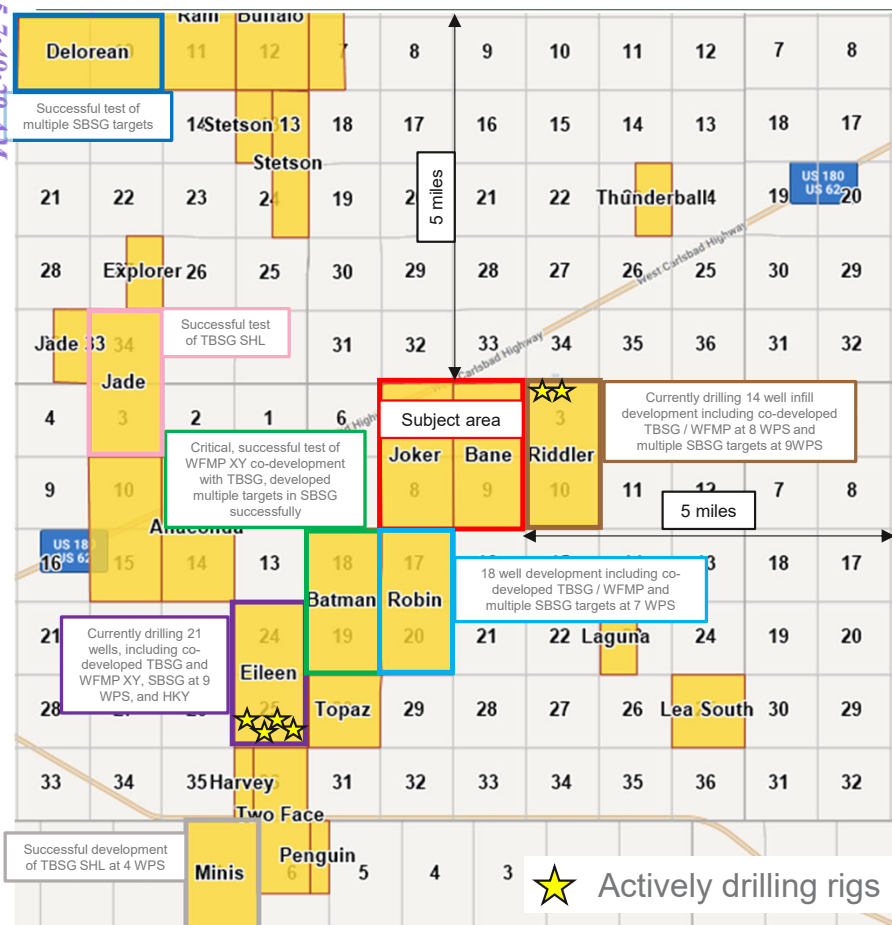 Ram Buffalo
Delorean 10 11 12 7 8 9 10 11 12 7 8
Successful test of
multiple SBSG targets
14 Stetson 13 18 17 16 15 14 13 18 17
Stetson
5 miles
21 22 23 24 19 20 21 22 Thunderball 4 19 20
US 180
US 62
West Carlsbad Highway
28 Explorer 26 25 30 29 28 27 26 25 30 29
Successful test
of TBSG SHL
Jade 33 34 31 32 33 34 35 36 31 32
Carlsbad Highway
Jade
4 3 2 1 6 Subject area 3
Currently drilling 14 well infill
development including co-developed
TBSG / WFMP at 8 WPS and
multiple SBSG targets at 9WPS
Critical, successful test of
WFMP XY co-development
with TBSG, developed
multiple targets in SBSG
successfully
Joker Bane Riddler
9 10 8 9 10 11 12 7 8
5 miles
Anaconda
US 18
US 62
16 15 14 13 18 17 18 17
18 well development including co-
developed TBSG / WFMP and
multiple SBSG targets at 7 WPS
Batman Robin
21 24 19 20 21 22 Laguna 24 19 20
Currently drilling 21
wells, including co-
developed TBSG and
WFMP XY, SBSG at 9
WPS, and HKY
Eileen
28 25 Topaz 29 28 27 26 Lea South 30 29
33 34 35 Harvey 31 32 33 34 35 36 31 32
Two Face
Successful development
of TBSG SHL at 4 WPS
Penguin
Minis 6 5 4 3
Actively drilling rigs